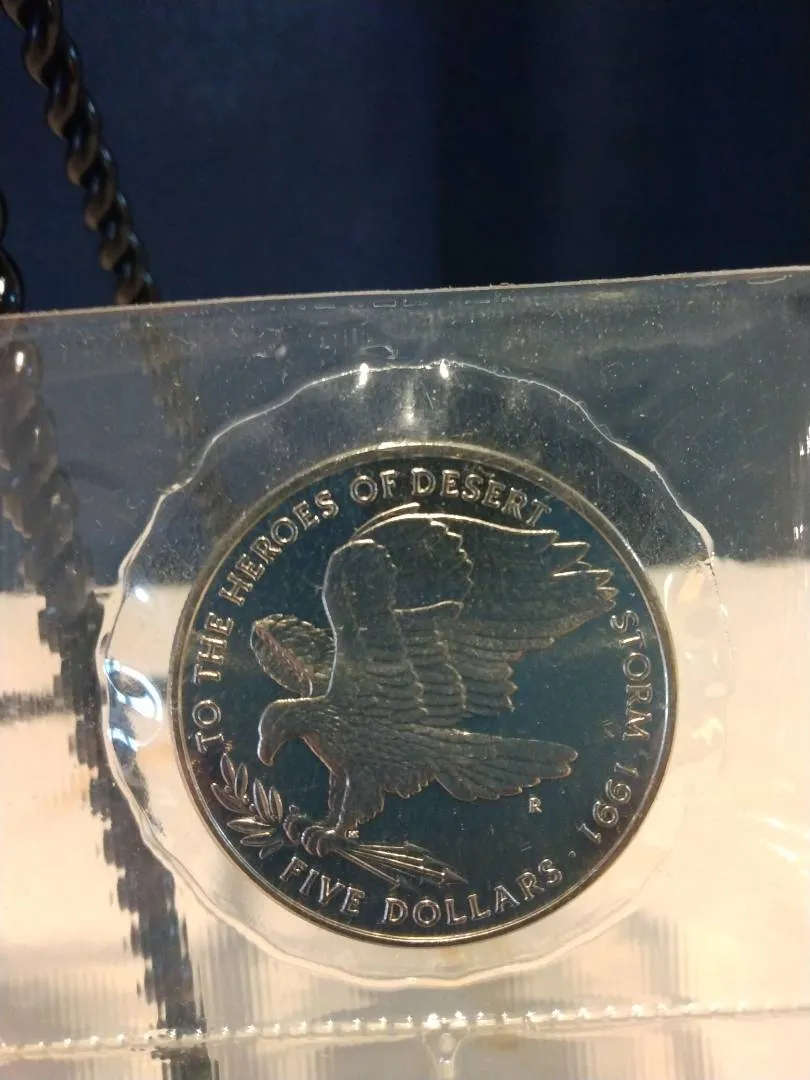 TO THE HEROES OF DESERT STORM 1991 ·
FIVE DOLLARS
R